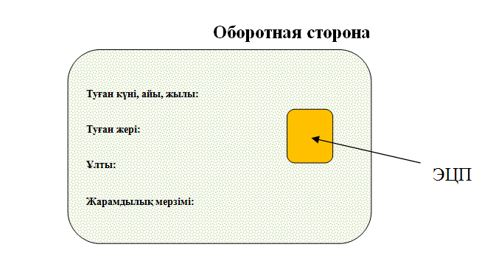 Оборотная сторона
Туған күні, айы, жылы:
Туған жері:
Ұлты:
Жарамдылық мерзімі:
ЭЦП